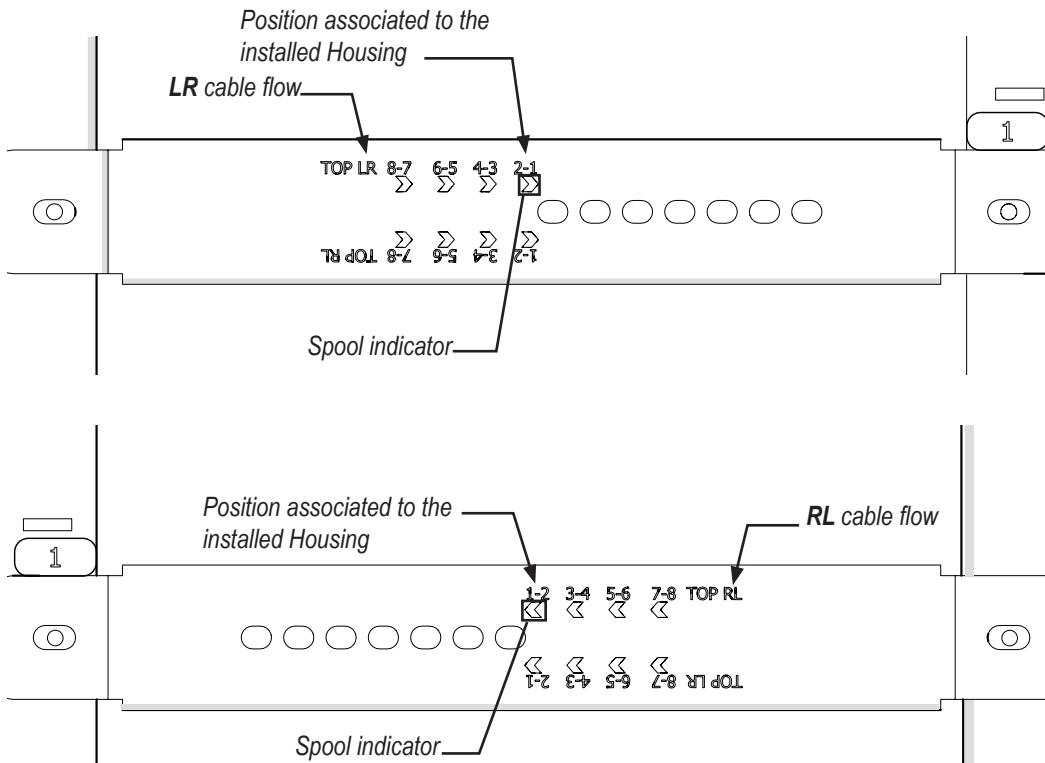 Position associated to the
installed Housing
LR cable flow
1
TOP LR 8-7 6-5 4-3 2-1
TOP RL 7-8 5-6 3-4 1-2
Spool indicator
Position associated to the
installed Housing
RL cable flow
1
1-2 3-4 5-6 7-8 TOP RL
2-1 4-3 6-5 8-7 TOP LR
Spool indicator